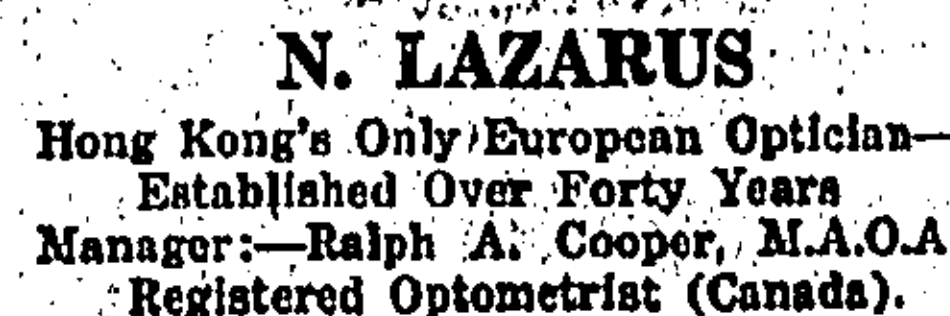 N. LAZARUS
Hong Kong's Only European Optician—
Established Over Forty Years
Manager:—Ralph A. Cooper, M.A.O.A
Registered Optometrist (Canada).